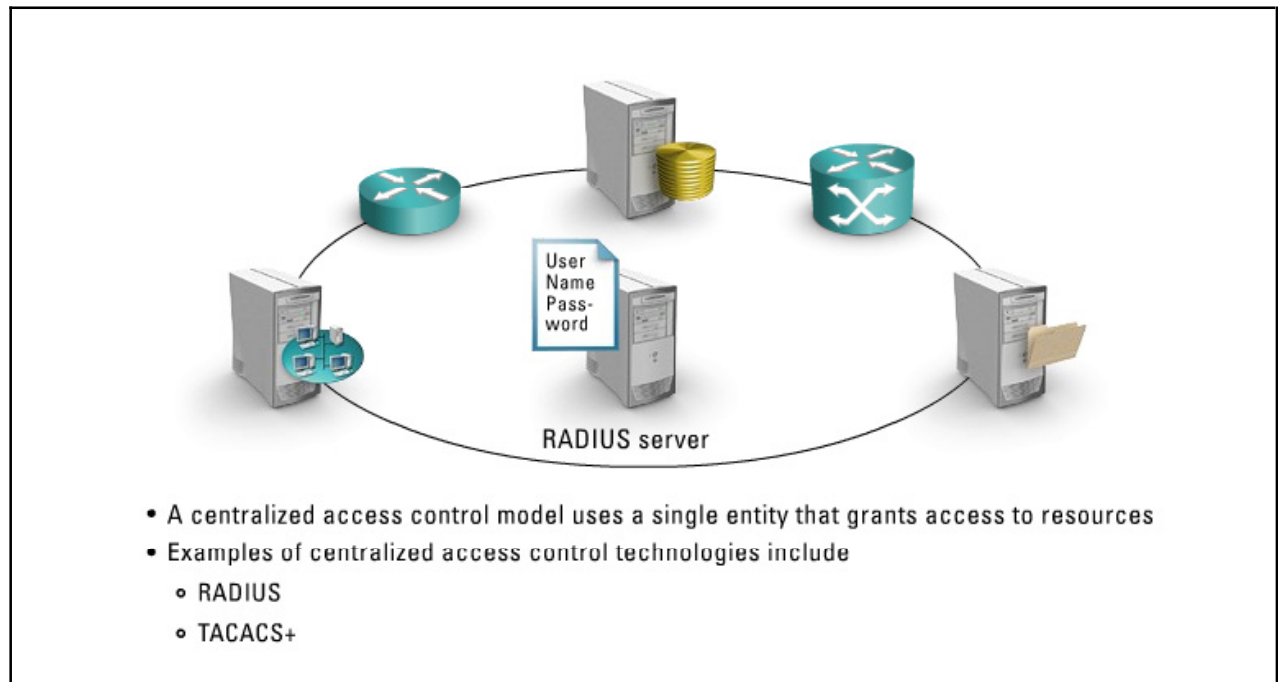 User
Name
Pass-
word
RADIUS server
• A centralized access control model uses a single entity that grants access to resources
• Examples of centralized access control technologies include
∘ RADIUS
∘ TACACS+